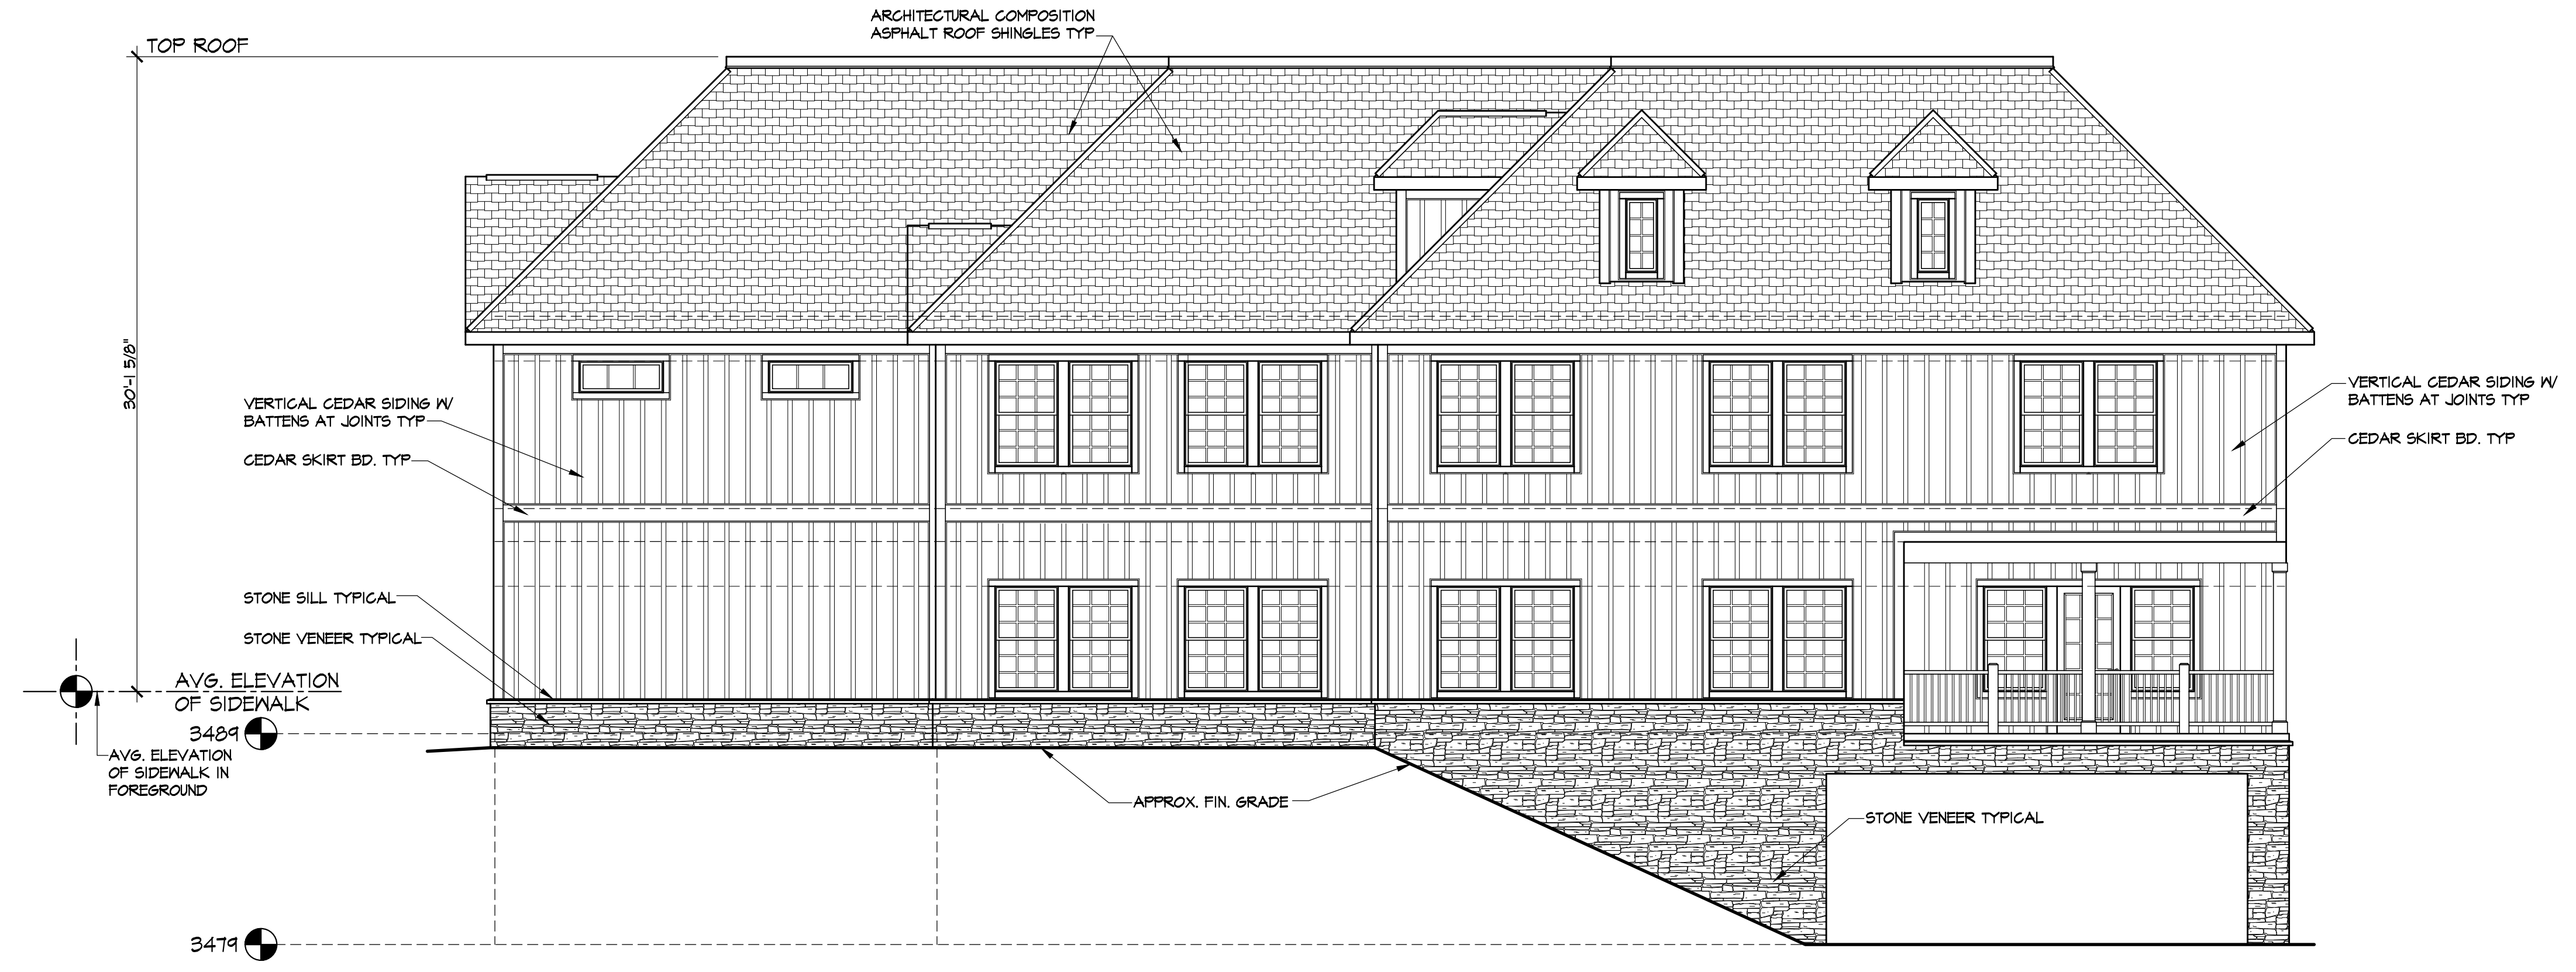 ARCHITECTURAL COMPOSITION
ASPHALT ROOF SHINGLES TYP
TOP ROOF
30'-1 5/8"
VERTICAL CEDAR SIDING W/
BATTENS AT JOINTS TYP
CEDAR SKIRT BD. TYP
VERTICAL CEDAR SIDING W/
BATTENS AT JOINTS TYP
CEDAR SKIRT BD. TYP
STONE SILL TYPICAL
STONE VENEER TYPICAL
AVG. ELEVATION
OF SIDEWALK
3489
AVG. ELEVATION
OF SIDEWALK IN
FOREGROUND
APPROX. FIN. GRADE
STONE VENEER TYPICAL
3479